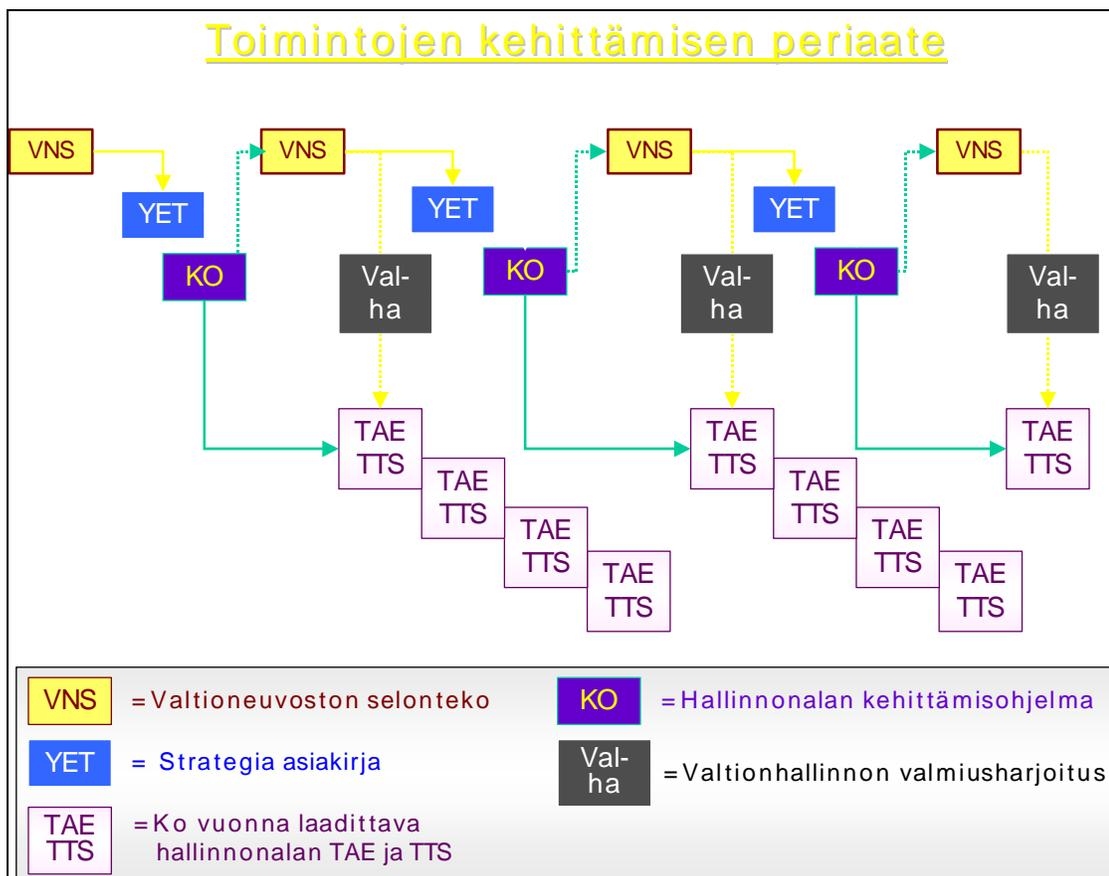 Toimintojen kehittämisen periaate
VNS
VNS
VNS
VNS
YET
YET
YET
KO
KO
KO
Val-
ha
Val-
ha
Val-
ha
TAE
TTS
TAE
TTS
TAE
TTS
TAE
TTS
TAE
TTS
TAE
TTS
TAE
TTS
TAE
TTS
TAE
TTS
VNS =Valtioneuvoston selonteko
KO =Hallinnonalan kehittämisohjelma
YET = Strategia asiakirja
Val-
ha =Valtionhallinnon valmiusharjoitus
TAE =Ko vuonna laadittava
TTS hallinnonalan TAE ja TTS